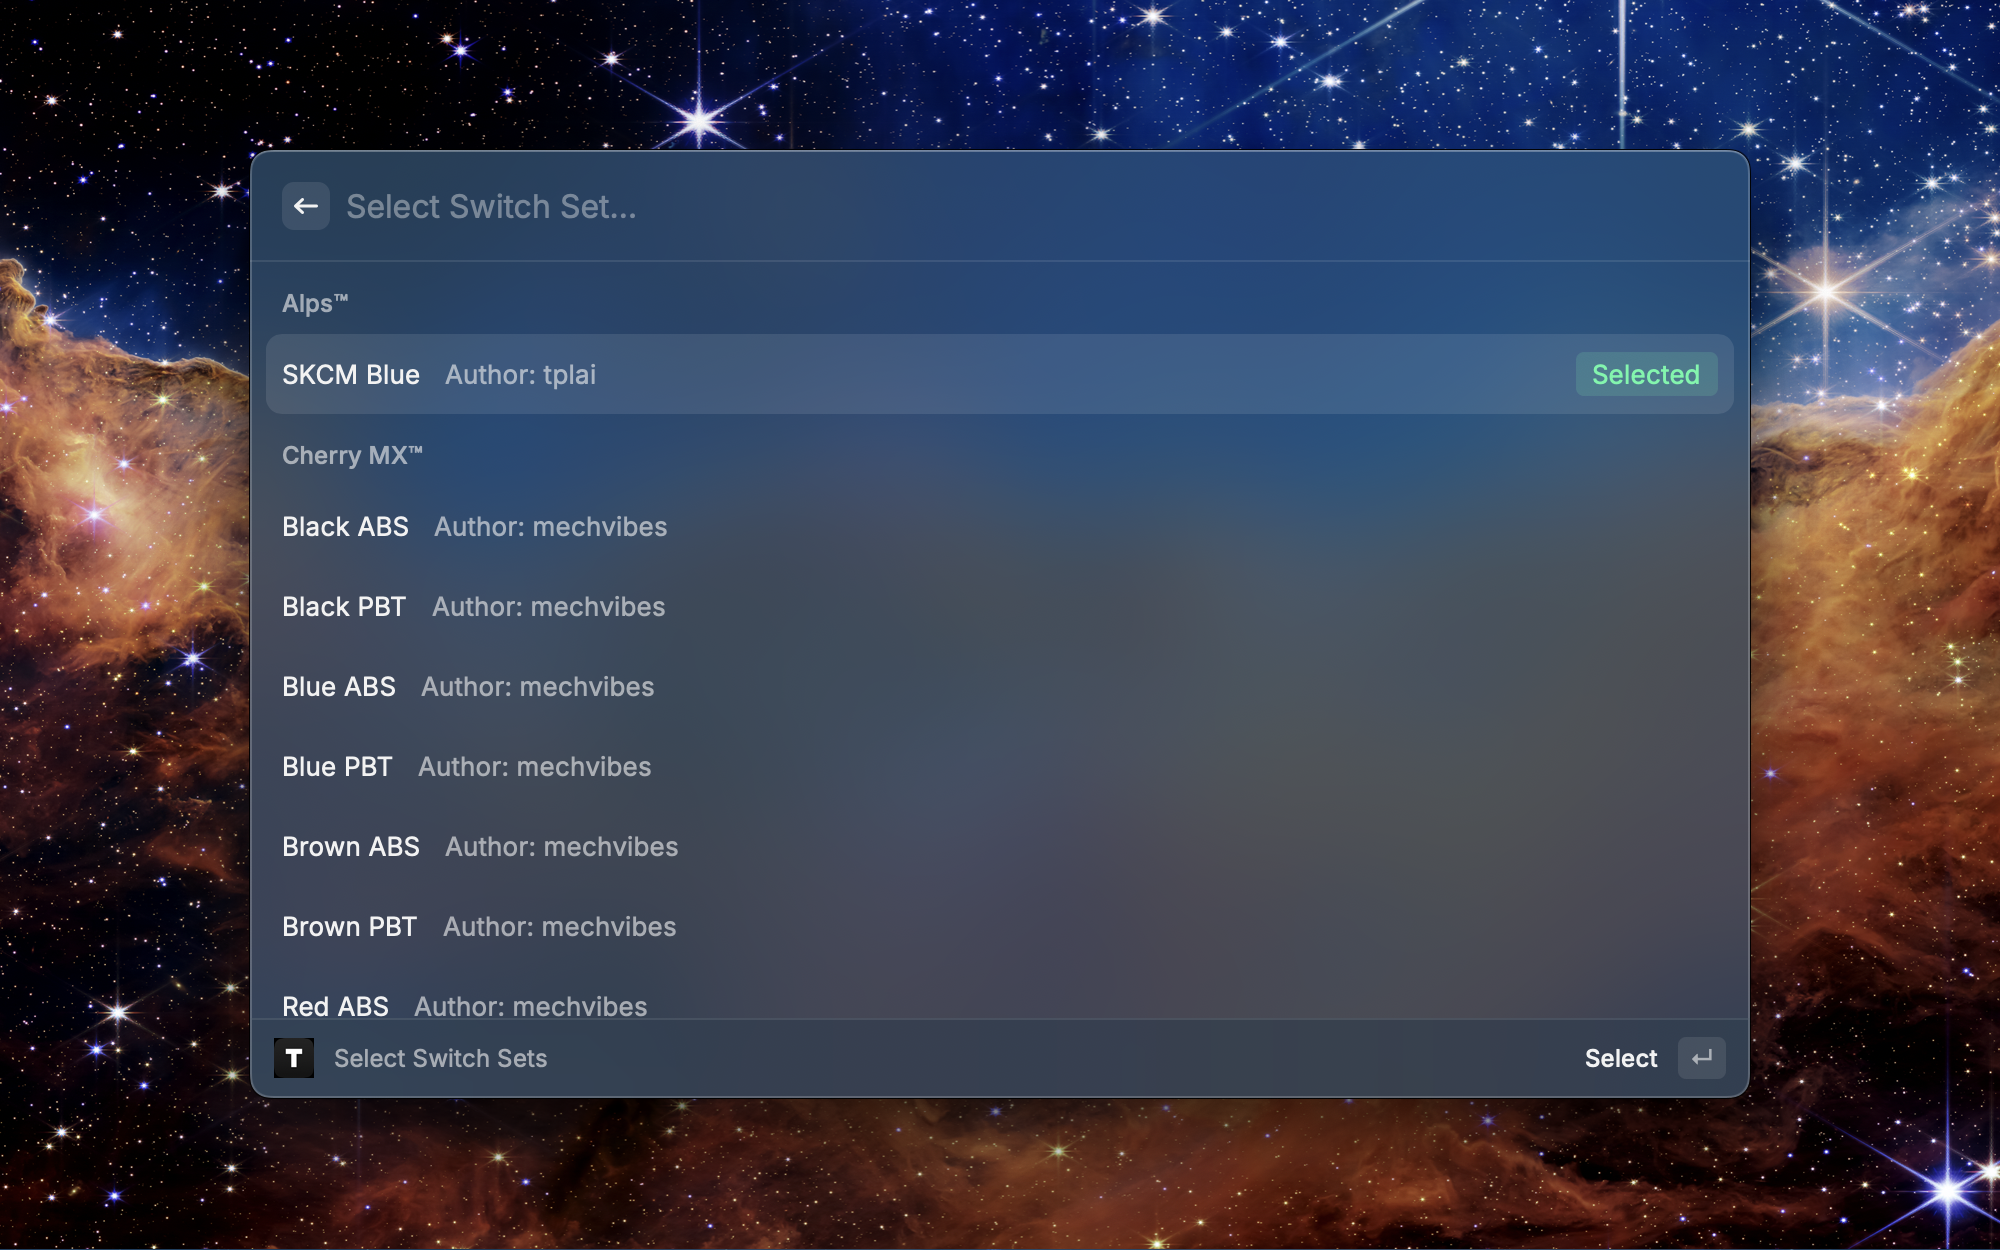 Select Switch Set...
Alps™
SKCM Blue Author: tplai Selected
Cherry MX™
Black ABS Author: mechvibes
Black PBT Author: mechvibes
Blue ABS Author: mechvibes
Blue PBT Author: mechvibes
Brown ABS Author: mechvibes
Brown PBT Author: mechvibes
Red ABS Author: mechvibes
T Select Switch Sets Select